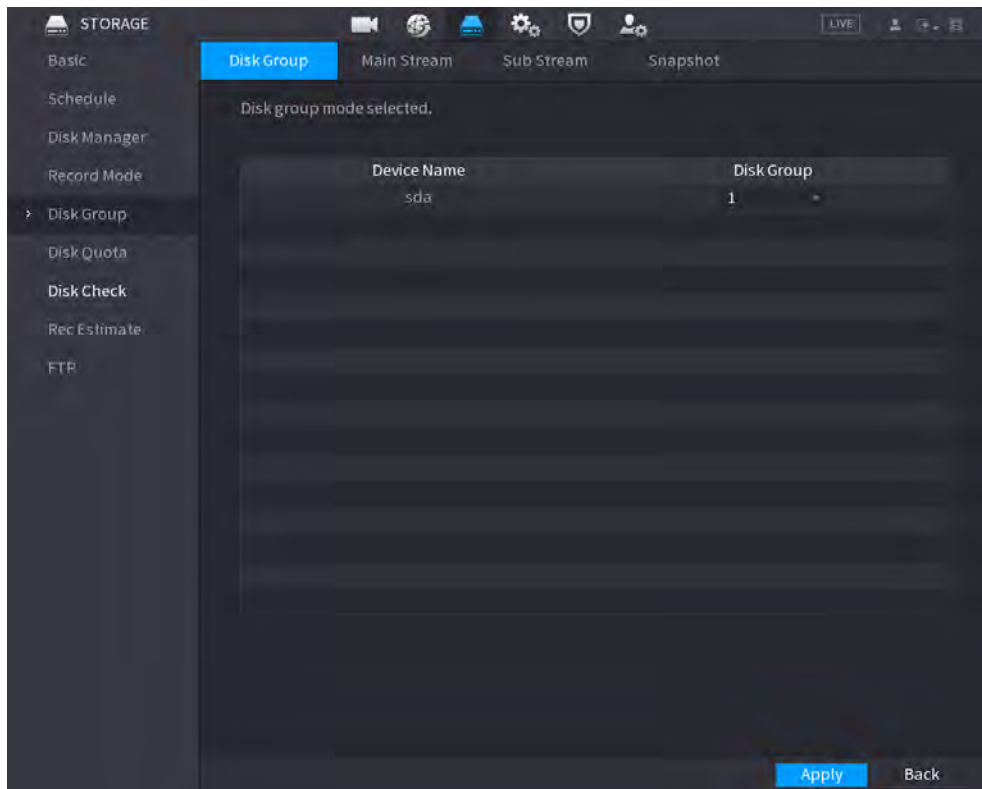 STORAGE
LIVE
Basic
Disk Group
Main Stream
Sub Stream
Snapshot
Schedule
Disk group mode selected.
Disk Manager
Record Mode
Device Name
Disk Group
sda
1
Disk Group
Disk Quota
Disk Check
Rec Estimate
FTP
Apply
Back